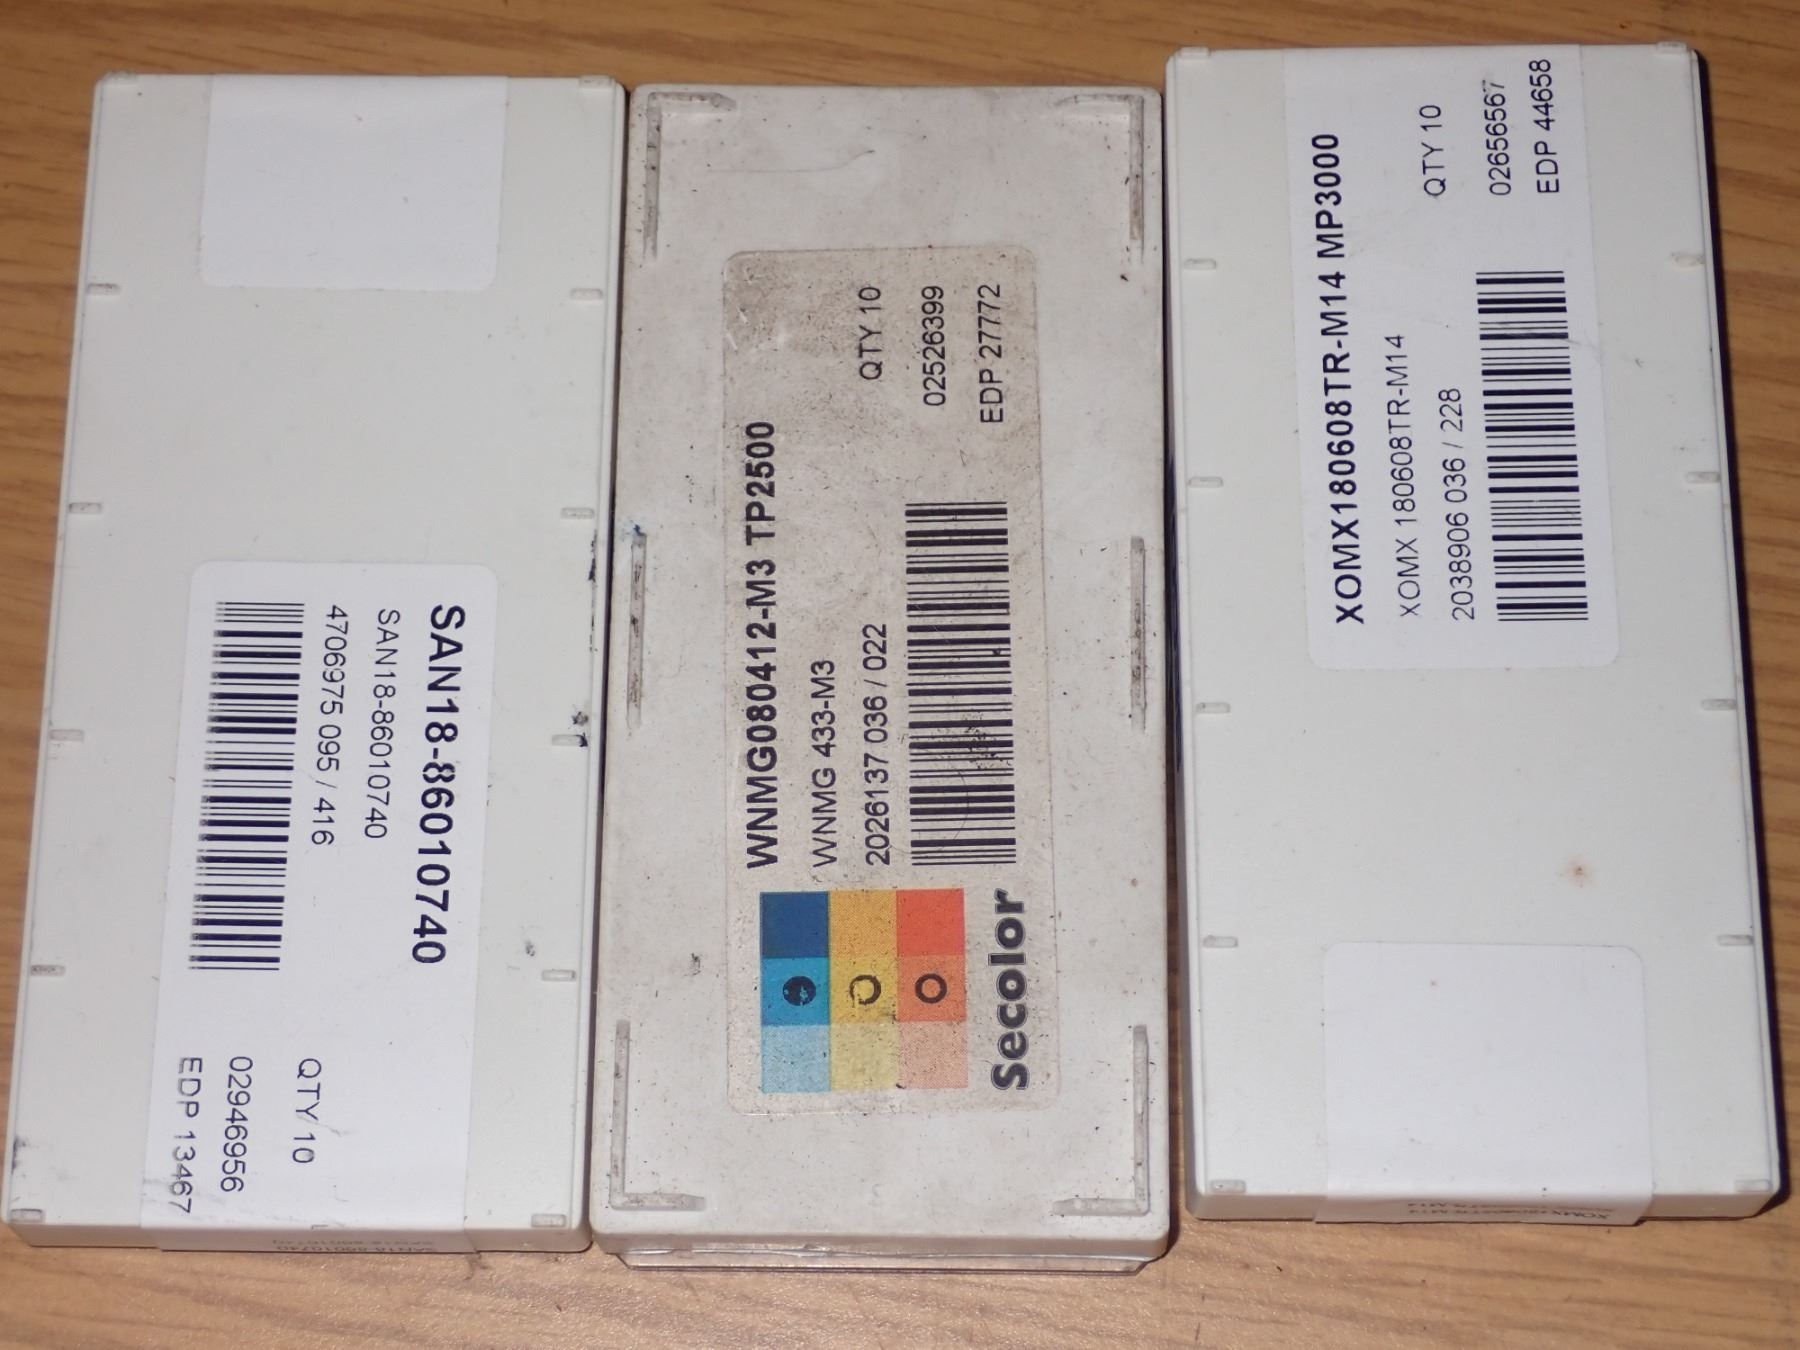 SAN18-86010740
SAN18-86010740
4706975 095 / 416
QTY 10
02946956
EDP 13467
WNMG080412-M3 TP2500
WNMG 433-M3
QTY 10
2026137 036 / 022
02526399
EDP 27772
Secolor
XOMX180608TR-M14 MP3000
XOMX 180608TR-M14
QTY 10
2038906 036 / 228
02656567
EDP 44658